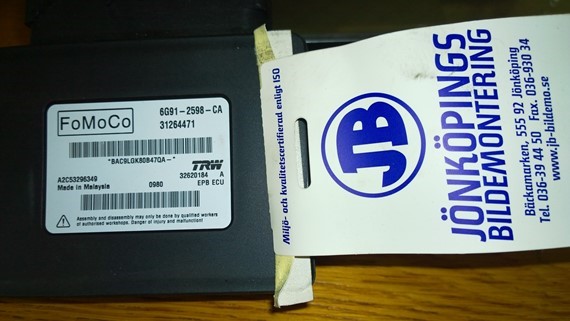 FoMoCo
6G91-2598-CA
31264471
TRW
A2C53296349
32620184 A
Made in Malaysia 0980 EPB ECU
Assembly and disassembly may only be done by qualified workers
of authorised workshops. Danger of injury and malfunction!
Miljö- och kvalitetscertifierad enligt ISO
JB
JÖNKÖPINGS
BILDEMONTERING
Bäckamarken, 555 92 Jönköping
Tel. 036-39 44 50 Fax. 036-930 34
www.jb-bildemo.se